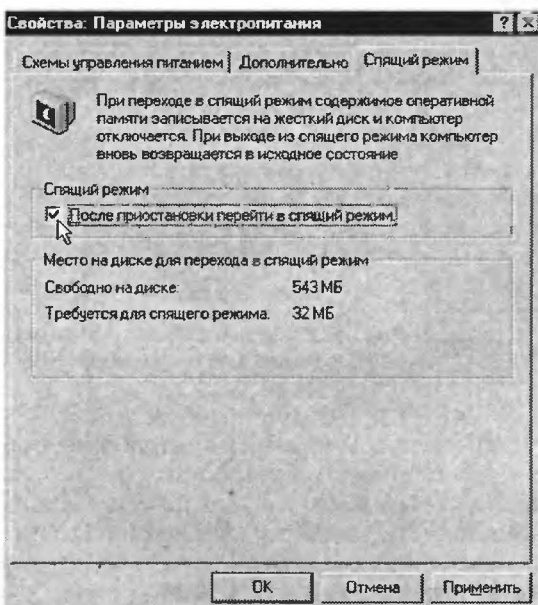 Свойства: Параметры электропитания
Схемы управления питанием Дополнительно Спящий режим
При переходе в спящий режим содержимое оперативной
памяти записывается на жесткий диск и компьютер
отключается. При выходе из спящего режима компьютер
вновь возвращается в исходное состояние
Спящий режим
После приостановки перейти в спящий режим.
Место на диске для перехода в спящий режим
Свободно на диске: 543 МБ
Требуется для спящего режима. 32 МБ
OK Отмена Применить